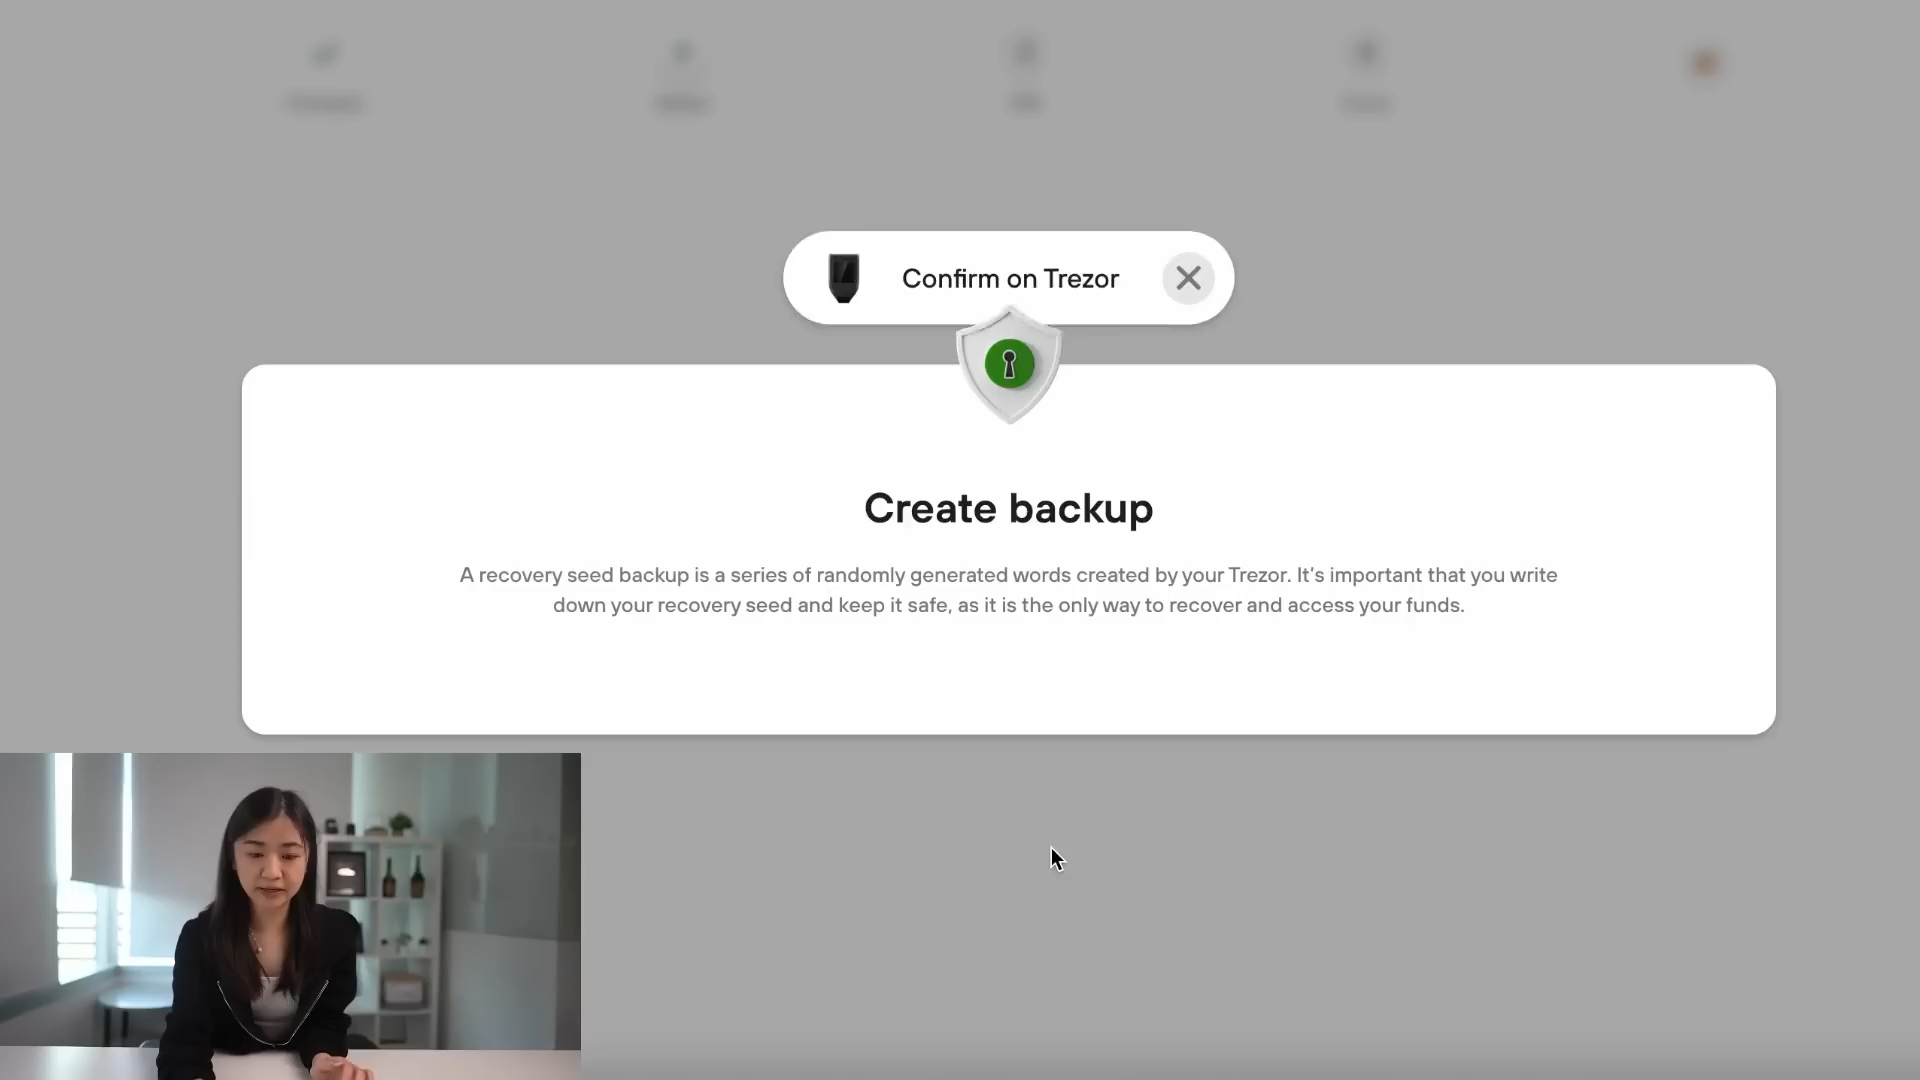 Confirm on Trezor
Create backup
A recovery seed backup is a series of randomly generated words created by your Trezor. It's important that you write
down your recovery seed and keep it safe, as it is the only way to recover and access your funds.